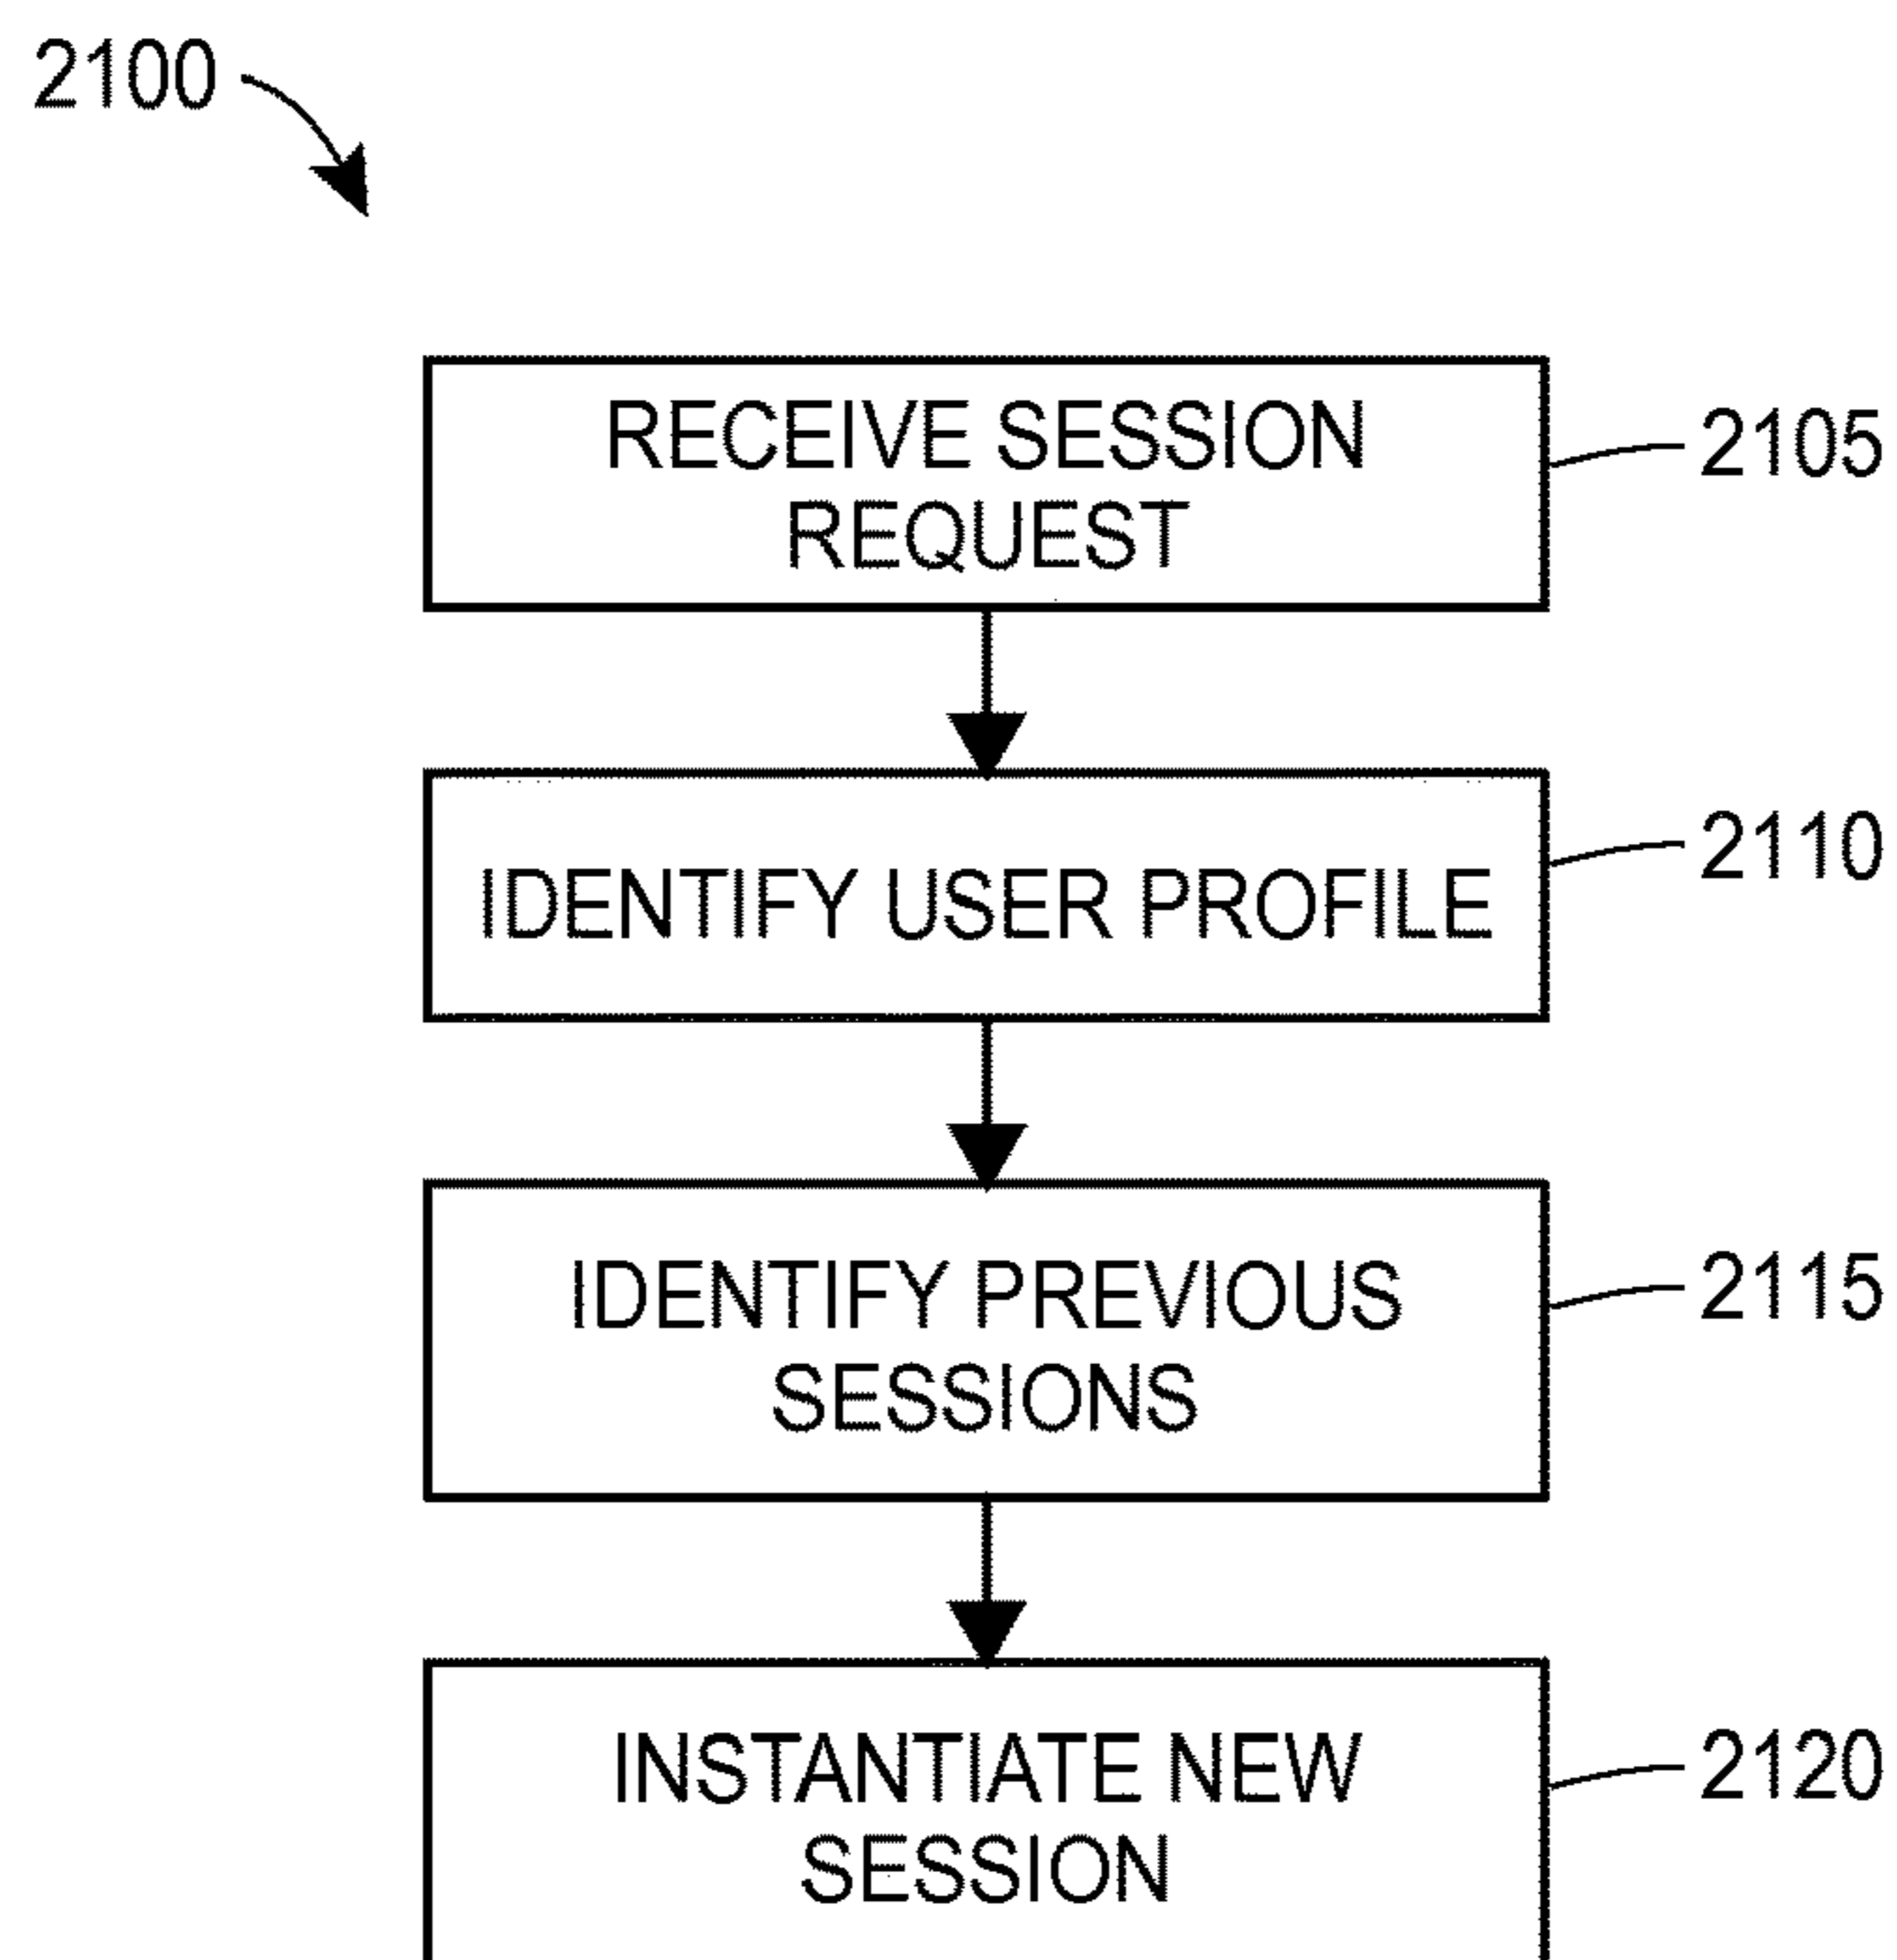 2100
RECEIVE SESSION
REQUEST
2105
IDENTIFY USER PROFILE
2110
IDENTIFY PREVIOUS
SESSIONS
2115
INSTANTIATE NEW
SESSION
2120